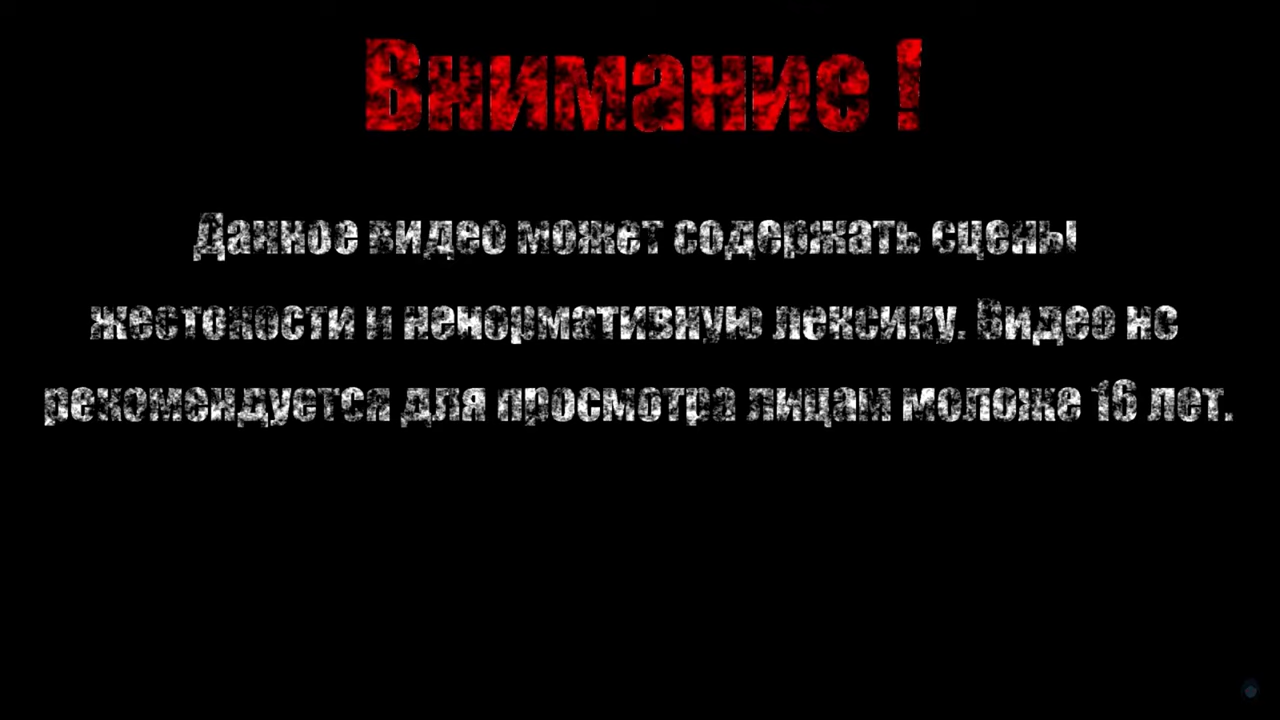 Внимание !
Данное видео может содержать сцены
жестокости и ненормативную лексику. Видео не
рекомендуется для просмотра лицам моложе 16 лет.